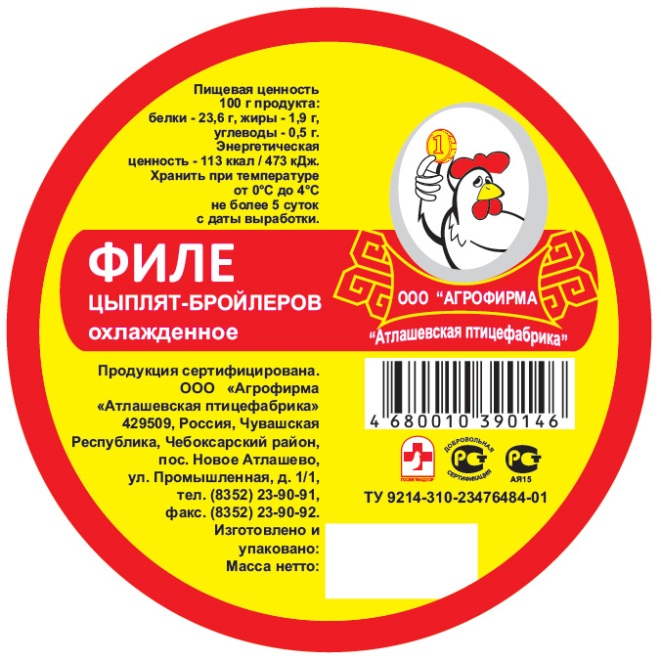 Пищевая ценность
100 г продукта:
белки - 23,6 г, жиры - 1,9 г,
углеводы - 0,5 г.
Энергетическая
ценность - 113 ккал / 473 кДж.
Хранить при температуре
от 0ºС до 4ºС
не более 5 суток
с даты выработки.
1
ФИЛЕ
ЦЫПЛЯТ-БРОЙЛЕРОВ
охлажденное
ООО “АГРОФИРМА
“Атлашевская птицефабрика”
Продукция сертифицирована.
ООО «Агрофирма
«Атлашевская птицефабрика»
429509, Россия, Чувашская
Республика, Чебоксарский район,
пос. Новое Атлашево,
ул. Промышленная, д. 1/1,
тел. (8352) 23-90-91,
факс. (8352) 23-90-92.
Изготовлено и
упаковано:
Масса нетто:
4 680010 390146
ГОСЭПИДНАДЗОР
ДОБРОВОЛЬНАЯ
СЕРТИФИКАЦИЯ
АЯ15
ТУ 9214-310-23476484-01